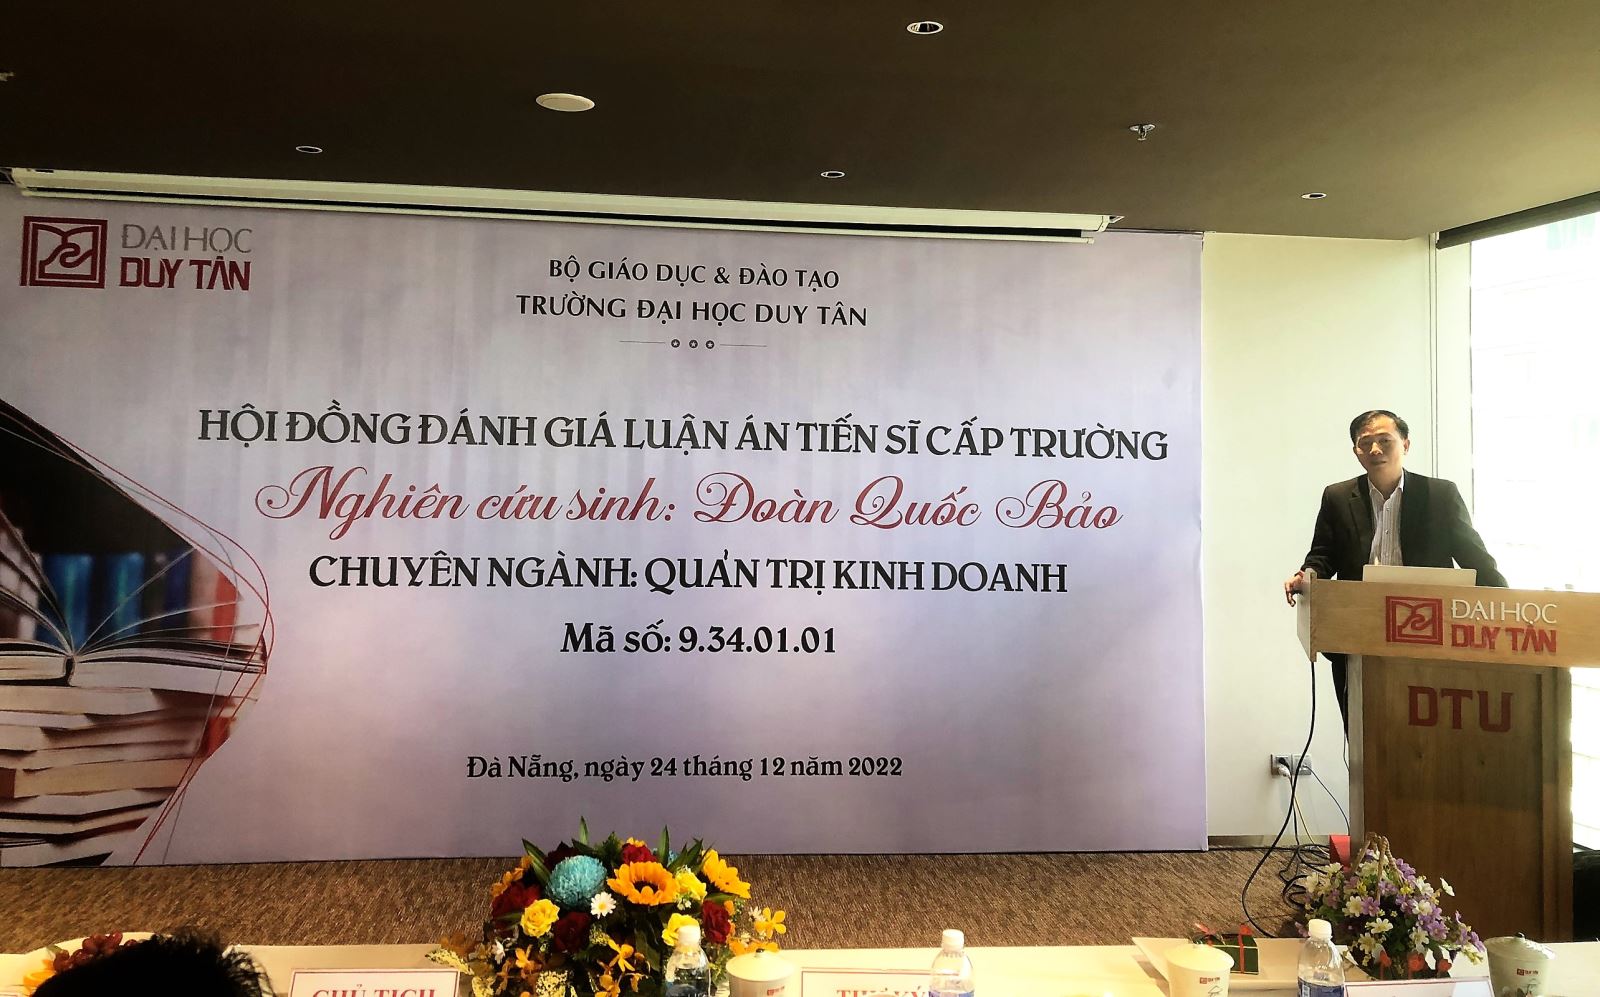 ĐẠI HỌC
DUY TÂN
BỘ GIÁO DỤC & ĐÀO TẠO
TRƯỜNG ĐẠI HỌC DUY TÂN
HỘI ĐỒNG ĐÁNH GIÁ LUẬN ÁN TIẾN SĨ CẤP TRƯỜNG
Nghiên cứu sinh: Đoàn Quốc Bảo
CHUYÊN NGÀNH: QUẢN TRỊ KINH DOANH
Mã số: 9.34.01.01
Đà Nẵng, ngày 24 tháng 12 năm 2022
ĐẠI HỌC
DUY TÂN
DTU
CHỦ TỊCH
THƯ KÝ